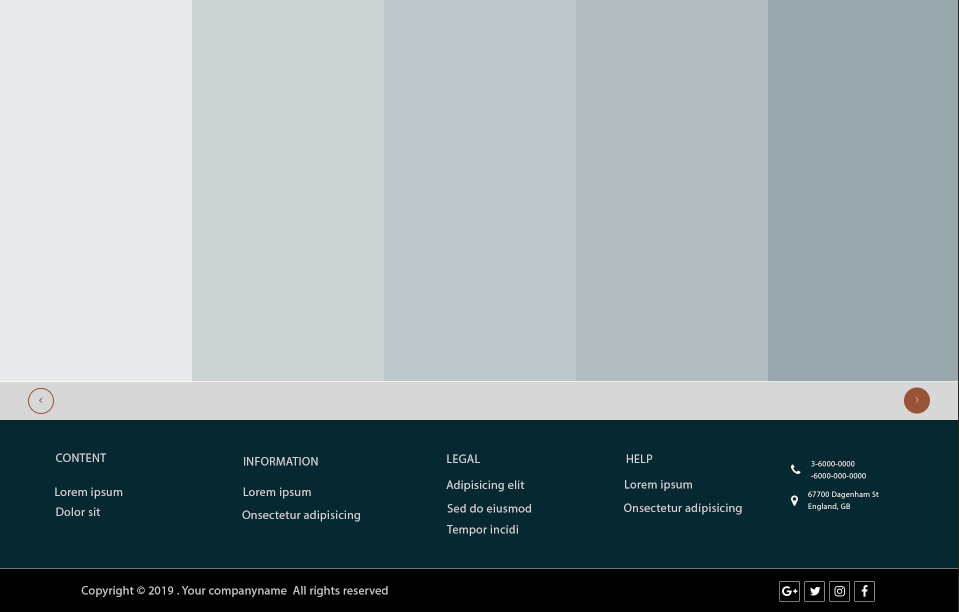 CONTENT
Lorem ipsum
Dolor sit
INFORMATION
Lorem ipsum
Onsectetur adipisicing
LEGAL
Adipisicing elit
Sed do eiusmod
Tempor incidi
HELP
Lorem ipsum
Onsectetur adipisicing
3-6000-0000
-6000-000-0000
67700 Dagenham St
England, GB
Copyright © 2019 . Your companyname  All rights reserved
G+